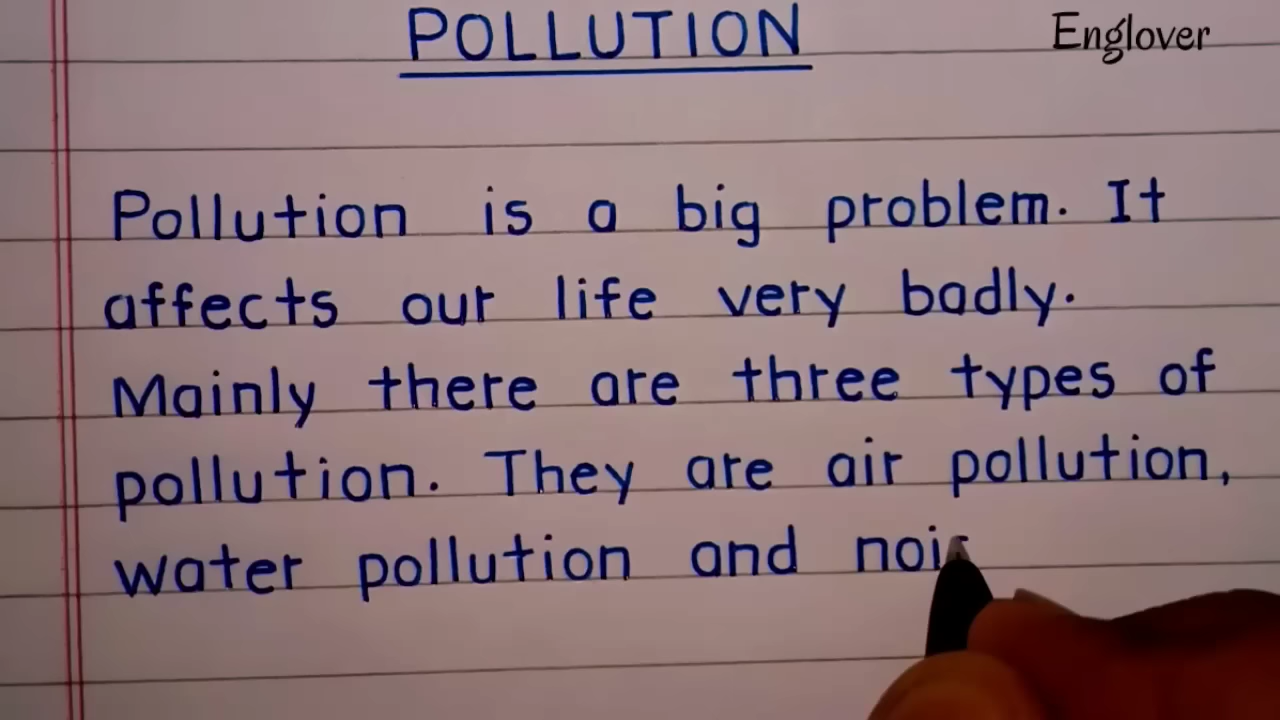 POLLUTION
Englover
Pollution is a big problem. It
affects our life very badly.
Mainly there are three types of
pollution. They are air pollution,
water pollution and noi